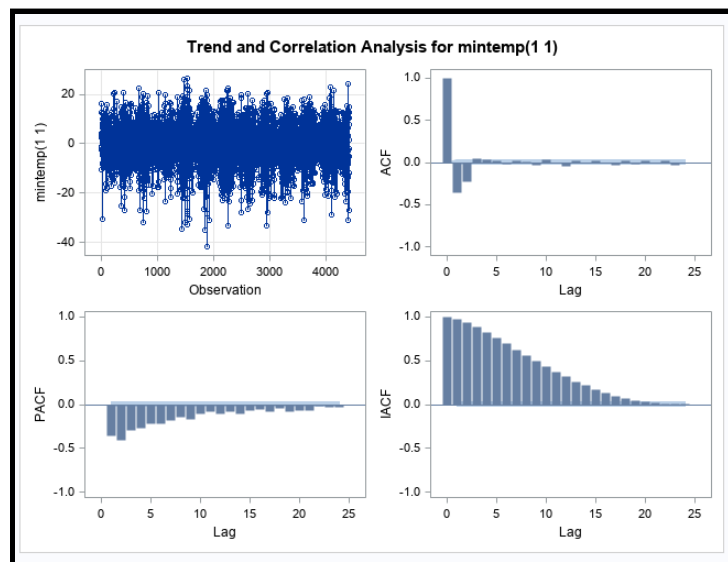 Trend and Correlation Analysis for mintemp(1 1)
mintemp(1 1)
20
0
-20
-40
0 1000 2000 3000 4000
Observation
ACF
1.0
0.5
0.0
-0.5
-1.0
0 5 10 15 20 25
Lag
PACF
1.0
0.5
0.0
-0.5
-1.0
0 5 10 15 20 25
Lag
IACF
1.0
0.5
0.0
-0.5
-1.0
0 5 10 15 20 25
Lag